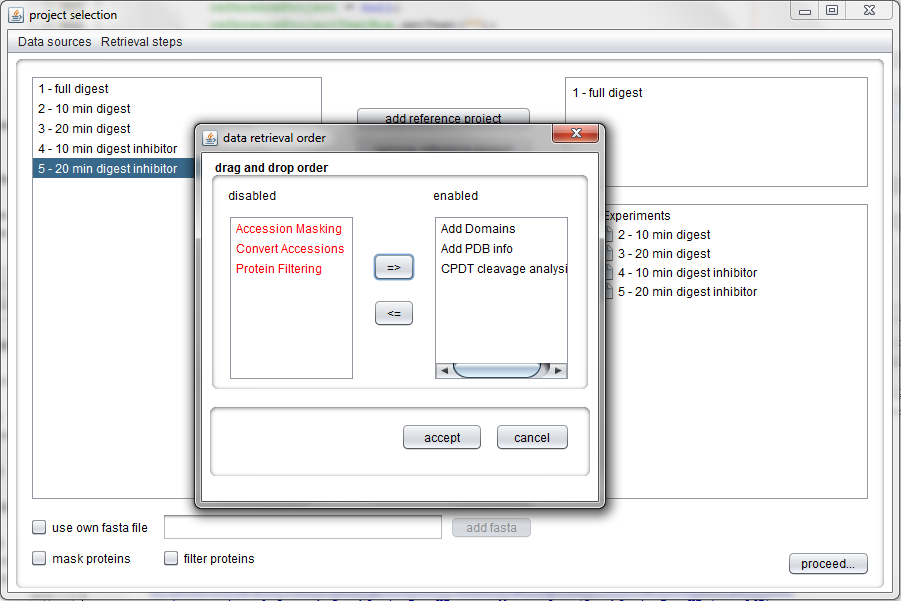 project selection
Data sources Retrieval steps
1 - full digest
2 - 10 min digest
3 - 20 min digest
4 - 10 min digest inhibitor
5 - 20 min digest inhibitor
add reference project
1 - full digest
Experiments
2 - 10 min digest
3 - 20 min digest
4 - 10 min digest inhibitor
5 - 20 min digest inhibitor
data retrieval order
drag and drop order
disabled
Accession Masking
Convert Accessions
Protein Filtering
=>
<=
enabled
Add Domains
Add PDB info
CPDT cleavage analysi
accept cancel
use own fasta file add fasta
mask proteins filter proteins
proceed...